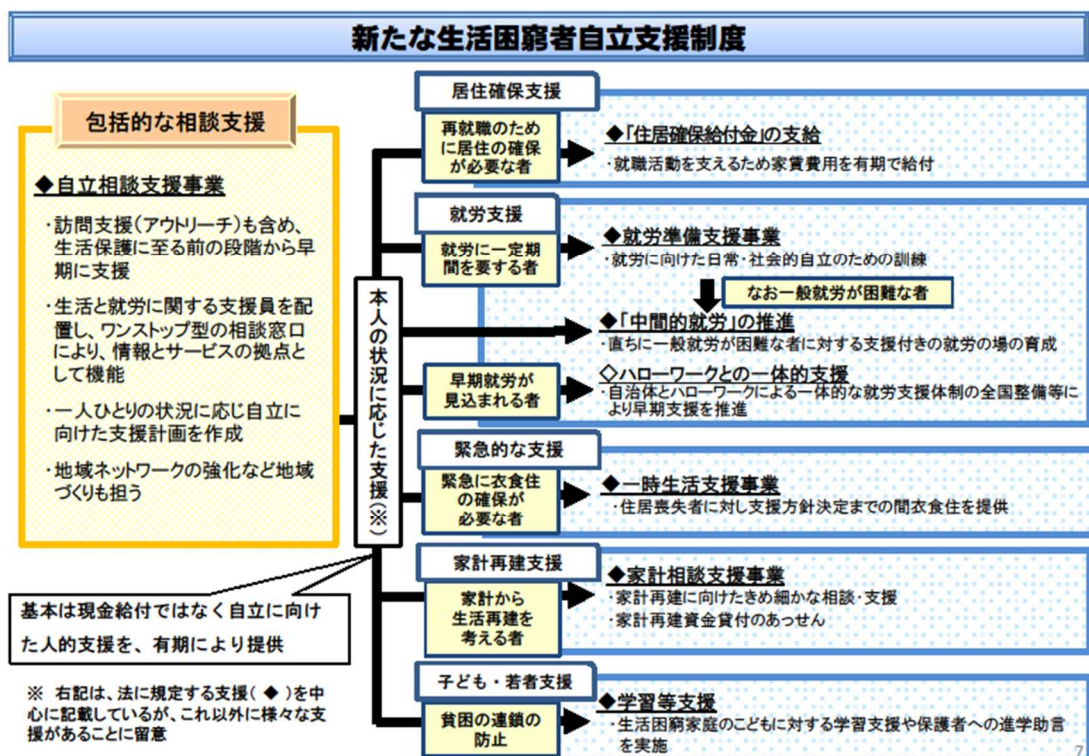 新たな生活困窮者自立支援制度
包括的な相談支援
◆自立相談支援事業
・訪問支援（アウトリーチ）も含め、
生活保護に至る前の段階から早
期に支援
・生活と就労に関する支援員を配
置し、ワンストップ型の相談窓口
により、情報とサービスの拠点と
して機能
・一人ひとりの状況に応じ自立に
向けた支援計画を作成
・地域ネットワークの強化など地域
づくりも担う
基本は現金給付ではなく自立に向け
た人的支援を、有期により提供
※　右記は、法に規定する支援（◆）を中
心に記載しているが、これ以外に様々な支
援があることに留意
本人の状況に応じた支援（※）
居住確保支援
再就職のため
に居住の確保
が必要な者
◆「住居確保給付金」の支給
・就職活動を支えるため家賃費用を有期で給付
就労支援
就労に一定期
間を要する者
◆就労準備支援事業
・就労に向けた日常・社会的自立のための訓練
なお一般就労が困難な者
◆「中間的就労」の推進
・直ちに一般就労が困難な者に対する支援付きの就労の場の育成
早期就労が
見込まれる者
◇ハローワークとの一体的支援
・自治体とハローワークによる一体的な就労支援体制の全国整備等に
より早期支援を推進
緊急的な支援
緊急に衣食住
の確保が
必要な者
◆一時生活支援事業
・住居喪失者に対し支援方針決定までの間衣食住を提供
家計再建支援
家計から
生活再建を
考える者
◆家計相談支援事業
・家計再建に向けたきめ細かな相談・支援
・家計再建資金貸付のあっせん
子ども・若者支援
貧困の連鎖の
防止
◆学習等支援
・生活困窮家庭のこどもに対する学習支援や保護者への進学助言
を実施